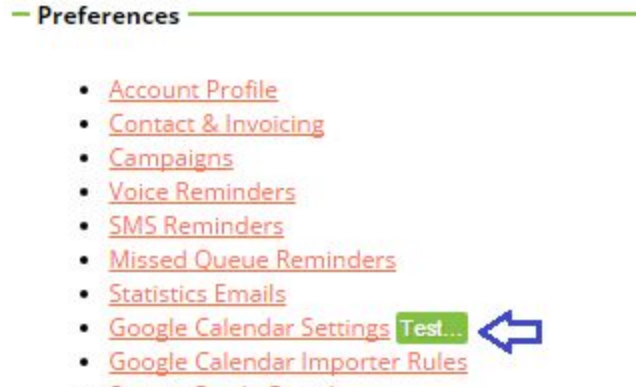 Preferences
Account Profile
Contact & Invoicing
Campaigns
Voice Reminders
SMS Reminders
Missed Queue Reminders
Statistics Emails
Google Calendar Settings Test...
Google Calendar Importer Rules